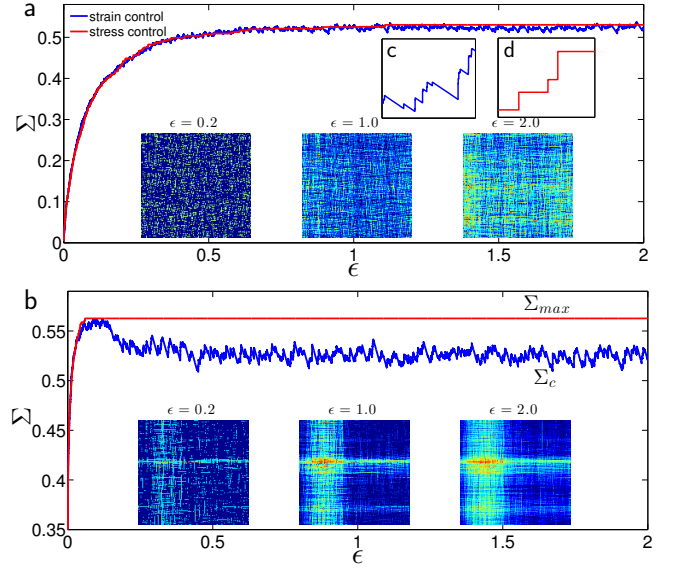 a
strain control
stress control
c
d
0.5
0.4
0.3
0.2
0.1
0
Σ
ϵ = 0.2
ϵ = 1.0
ϵ = 2.0
0
0.5
1
1.5
2
ϵ
b
Σmax
Σc
0.55
0.5
0.45
0.4
0.35
Σ
ϵ = 0.2
ϵ = 1.0
ϵ = 2.0
0
0.5
1
1.5
2
ϵ